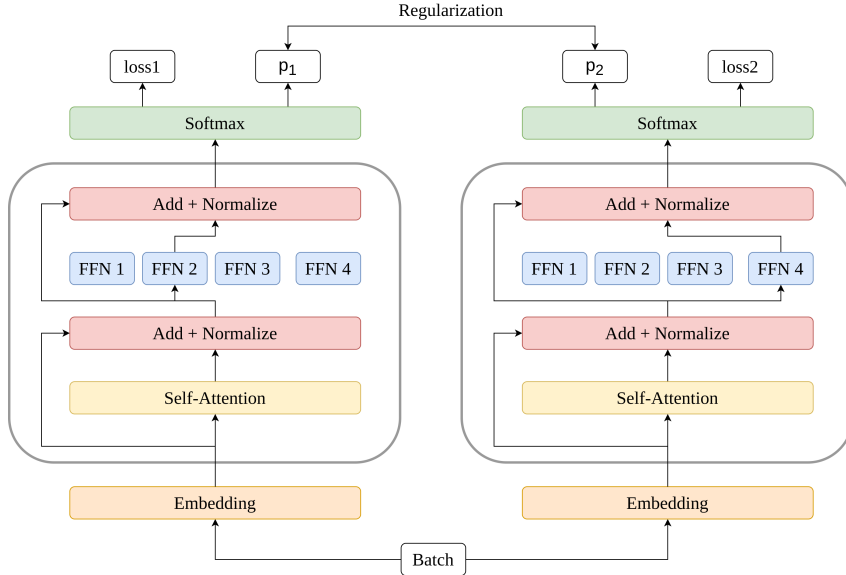 Regularization
loss1 p₁ p₂ loss2
Softmax Softmax
Add + Normalize Add + Normalize
FFN 1 FFN 2 FFN 3 FFN 4 FFN 1 FFN 2 FFN 3 FFN 4
Add + Normalize Add + Normalize
Self-Attention Self-Attention
Embedding Embedding
Batch